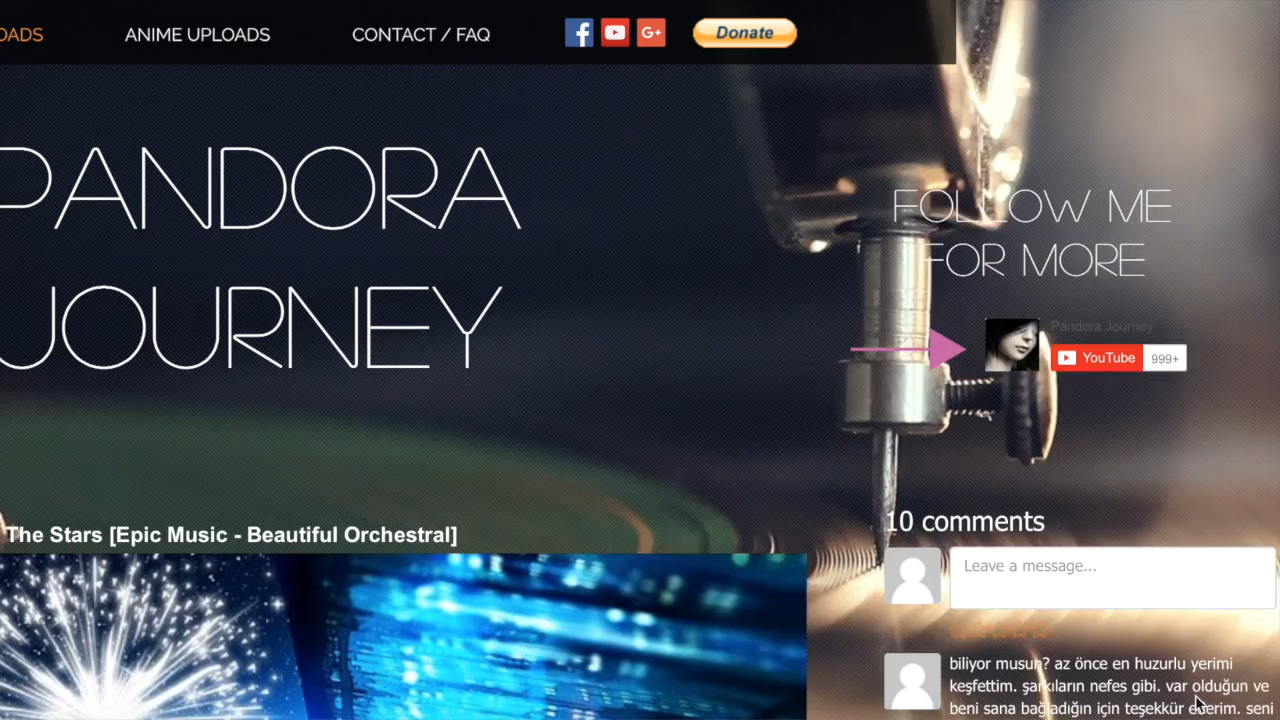 OADS ANIME UPLOADS CONTACT / FAQ Donate
PANDORA
JOURNEY
FOLLOW ME
FOR MORE
Pandora Journey
YouTube 999+
The Stars [Epic Music - Beautiful Orchestral]
10 comments
Leave a message...
biliyor musun? az önce en huzurlu yerimi
keşfettim. şarkıların nefes gibi. var olduğun ve
beni sana bağladığın için teşekkür ederim. seni